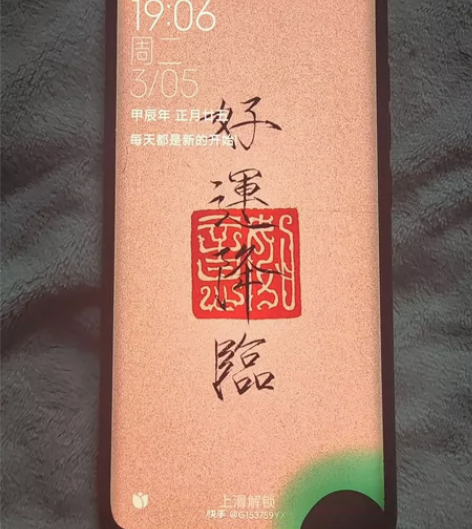 19:06
周二
3/05
甲辰年 正月廿五
每天都是新的开始
好
運
降
臨
上滑解锁
快手 @G153759YX